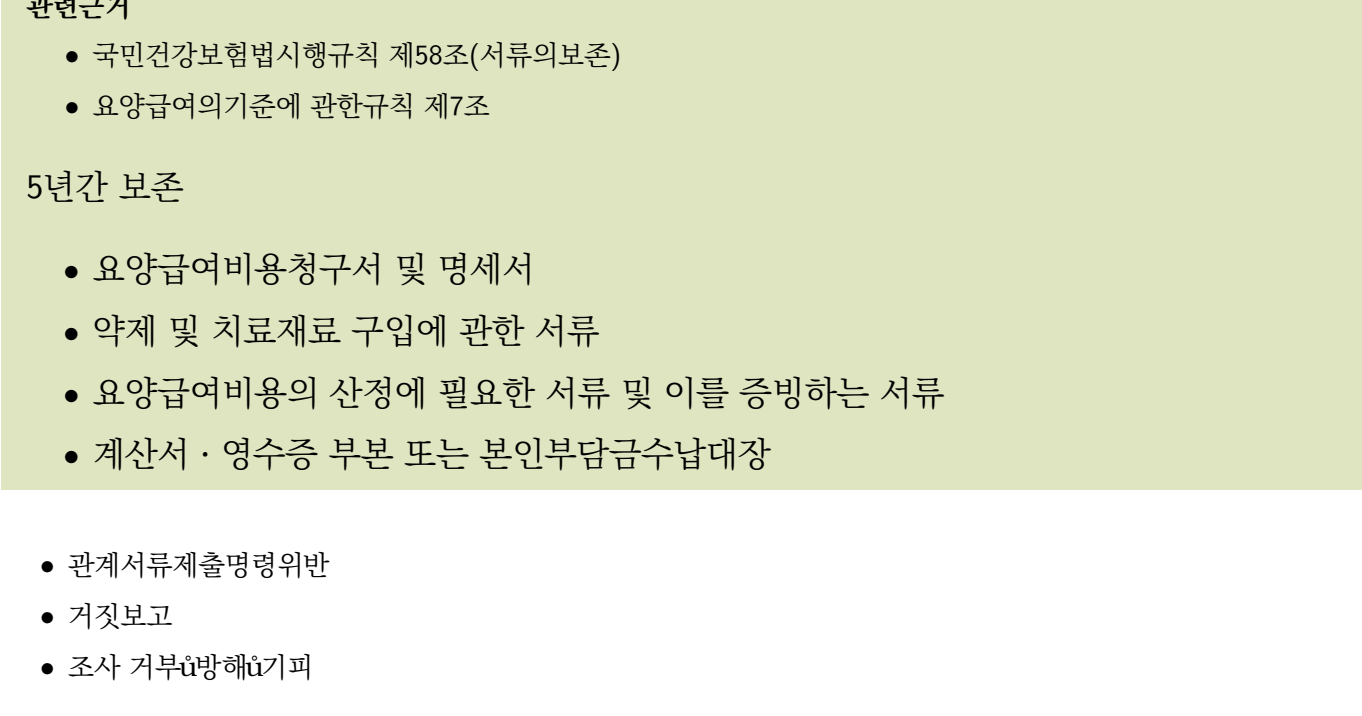 관련근거
• 국민건강보험법시행규칙 제58조(서류의보존)
• 요양급여의기준에 관한규칙 제7조
5년간 보존
• 요양급여비용청구서 및 명세서
• 약제 및 치료재료 구입에 관한 서류
• 요양급여비용의 산정에 필요한 서류 및 이를 증빙하는 서류
• 계산서 · 영수증 부본 또는 본인부담금수납대장
• 관계서류제출명령위반
• 거짓보고
• 조사 거부ů방해ů기피